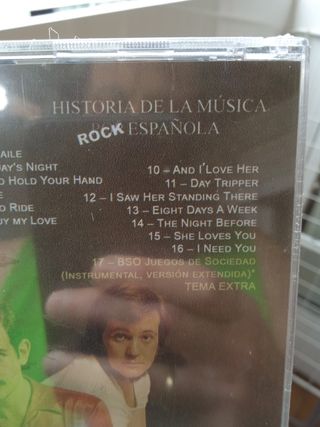 HISTORIA DE LA MÚSICA
ROCK ESPAÑOLA
AILE
AY'S NIGHT
D HOLD YOUR HAND
E
D RIDE
UY MY LOVE
10 – AND I´LOVE HER
11 – DAY TRIPPER
12 – I SAW HER STANDING THERE
13 – EIGHT DAYS A WEEK
14 – THE NIGHT BEFORE
15 – SHE LOVES YOU
16 – I NEED YOU
17 – BSO JUEGOS DE SOCIEDAD
(INSTRUMENTAL, VERSIÓN EXTENDIDA)*
TEMA EXTRA